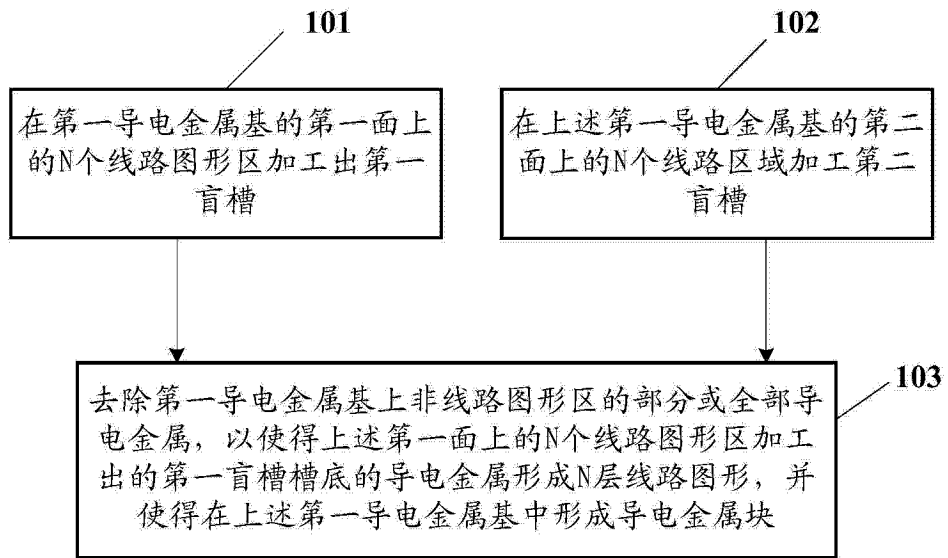 101
在第一导电金属基的第一面上
的N个线路图形区加工出第一
盲槽
102
在上述第一导电金属基的第二
面上的N个线路区域加工第二
盲槽
103
去除第一导电金属基上非线路图形区的部分或全部导
电金属，以使得上述第一面上的N个线路图形区加工
出的第一盲槽槽底的导电金属形成N层线路图形，并
使得在上述第一导电金属基中形成导电金属块